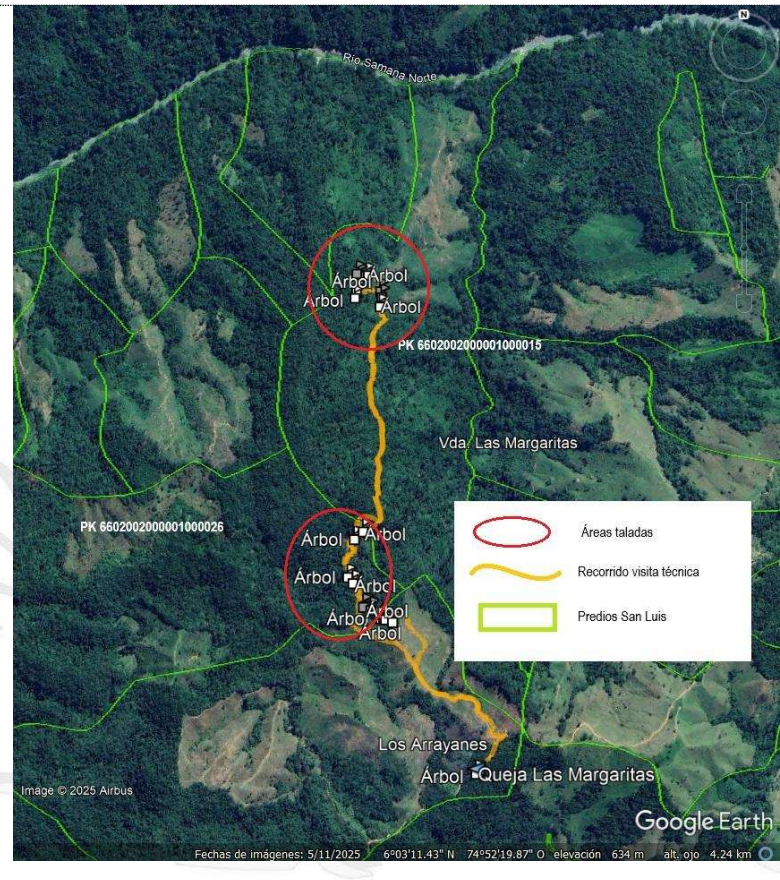 N
Río Samana Norte
Árbol
Árbol
Árbol
Árbol
PK 6602002000001000015
Vda. Las Margaritas
PK 6602002000001000026
Árbol
Árbol
Árbol
Árbol
Árbol
Árbol
Árbol
Áreas taladas
Recorrido visita técnica
Predios San Luis
Los Arrayanes
Árbol
Queja Las Margaritas
Image © 2025 Airbus
Google Earth
Fechas de imágenes: 5/11/2025 6°03'11.43" N 74°52'19.87" O elevación 634 m alt. ojo 4.24 km